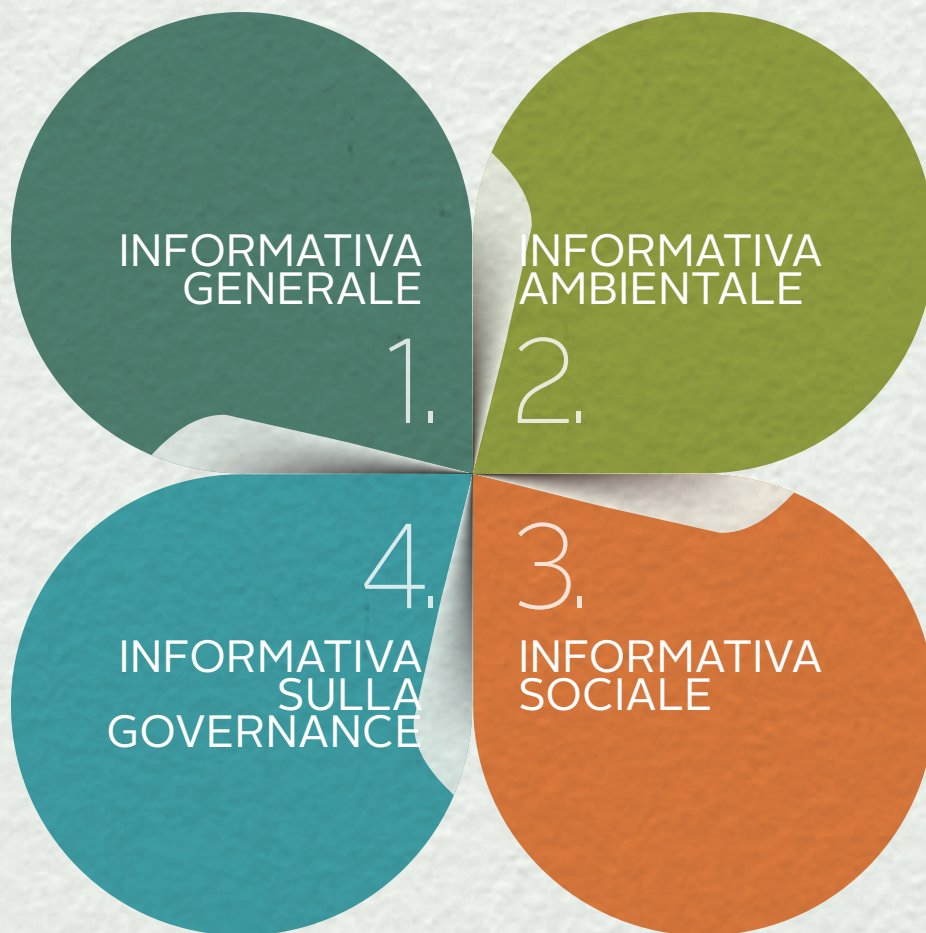 INFORMATIVA
GENERALE
1.
INFORMATIVA
AMBIENTALE
2.
3.
INFORMATIVA
SOCIALE
4.
INFORMATIVA
SULLA
GOVERNANCE